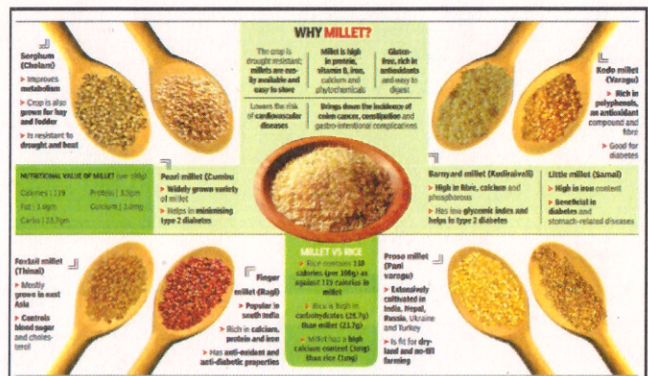 WHY MILLET?
The crop is
drought resistant;
millets are eas-
ily available and
easy to store
Millet is high
in protein,
vitamin B, iron,
calcium and
phytochemicals
Gluten-
free, rich in
antioxidants
and easy to
digest
Lowers the risk
of cardiovascular
diseases
Brings down the incidence of
colon cancer, constipation and
gastro-intentional complications
Sorghum
(Cholam)
Improves
metabolism
Crop is also
grown for hay
and fodder
Is resistant to
drought and heat
Kodo millet
(Varagu)
Rich in
polyphenols,
an antioxidant
compound and
fibre
Good for
diabetes
NUTRITIONAL VALUE OF MILLET (per 100g)
Calories | 119
Protein | 3.5gm
Fat | 1.0gm
Calcium | 3.0mg
Carbs | 23.7gm
Pearl millet (Cumbu)
Widely grown variety
of millet
Helps in minimising
type 2 diabetes
Barnyard millet (Kudiraivali)
High in fibre, calcium and
phosphorous
Has low glycemic index and
helps in type 2 diabetes
Little millet (Samai)
High in iron content
Beneficial in
diabetes and
stomach-related diseases
Foxtail millet
(Thinai)
Mostly
grown in east
Asia
Controls
blood sugar
and choles-
terol
Finger
millet (Ragi)
Popular in
south India
Rich in calcium,
protein and iron
Has anti-oxidant and
anti-diabetic properties
MILLET VS RICE
Rice contains 130
calories (per 100g) as
against 119 calories in
millet
Rice is high in
carbohydrates (28.7g)
than millet (23.7g)
Millet has a high
calcium content (3mg)
than rice (1mg)
Proso millet
(Pani
varagu)
Extensively
cultivated in
India, Nepal,
Russia, Ukraine
and Turkey
Is fit for dry-
land and no-till
farming